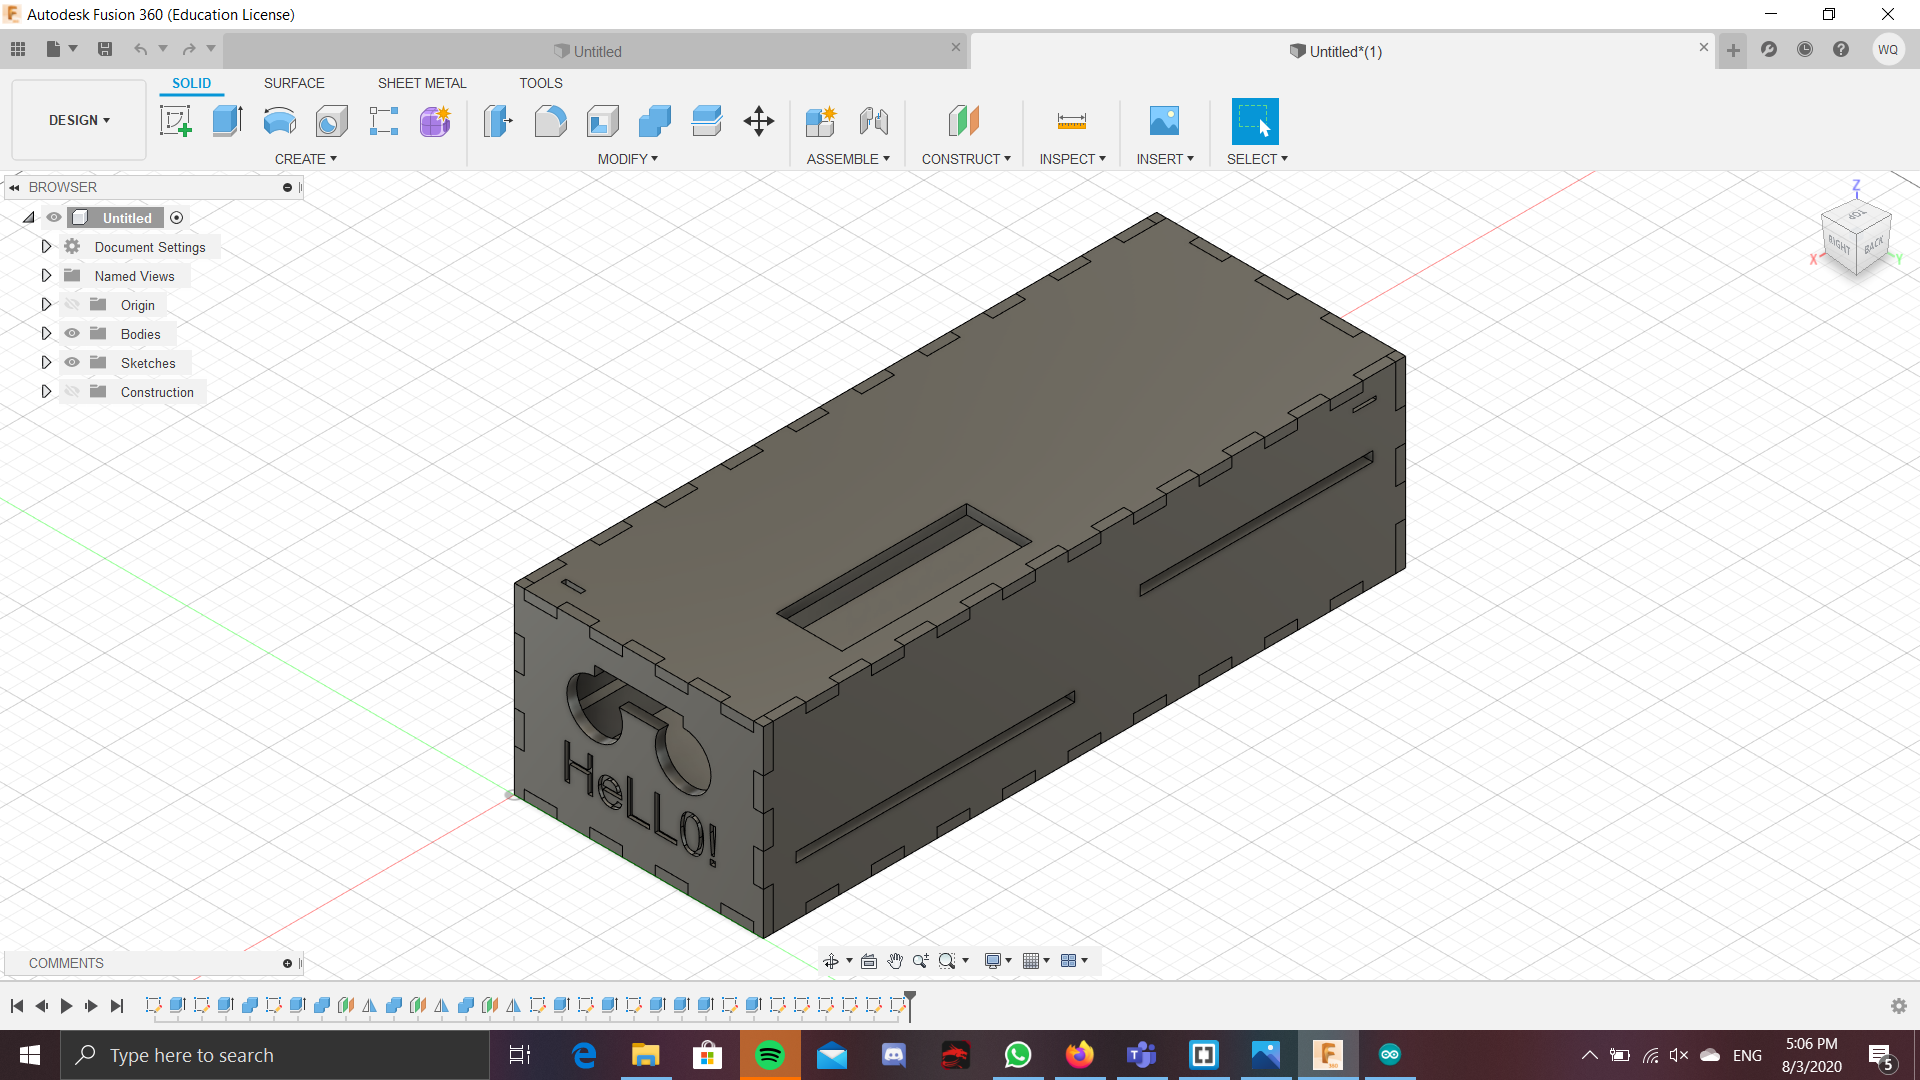 Autodesk Fusion 360 (Education License)
Untitled
Untitled*(1)
WQ
SOLID SURFACE SHEET METAL TOOLS
DESIGN
CREATE MODIFY ASSEMBLE CONSTRUCT INSPECT INSERT SELECT
BROWSER
Untitled
Document Settings
Named Views
Origin
Bodies
Sketches
Construction
Z
TOP
RIGHT BACK
X Y
HeLLo!
COMMENTS
Type here to search
ENG
5:06 PM
8/3/2020
5